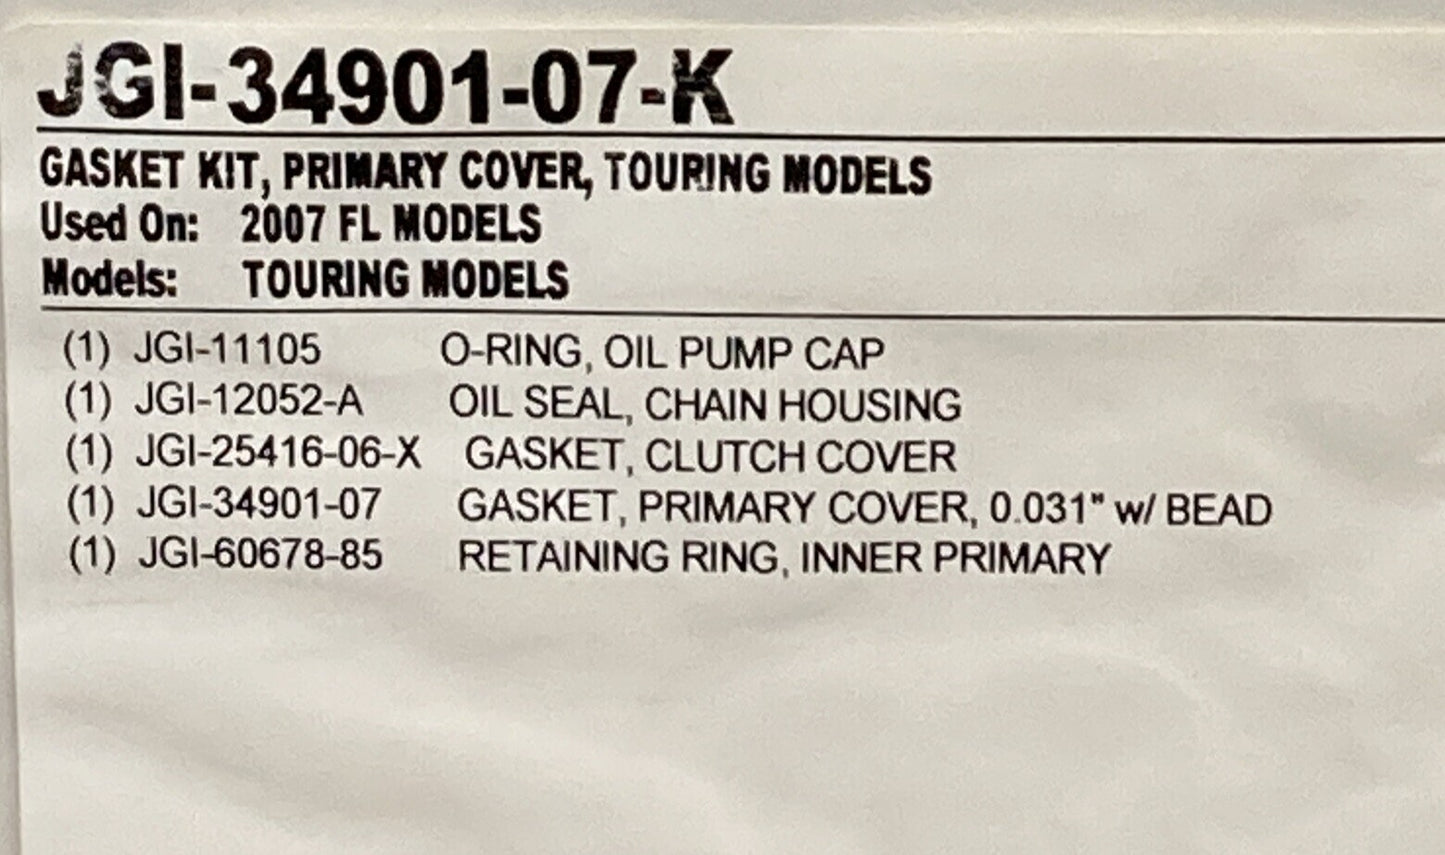 JGI-34901-07-K
GASKET KIT, PRIMARY COVER, TOURING MODELS
Used On: 2007 FL MODELS
Models: TOURING MODELS
(1) JGI-11105 O-RING, OIL PUMP CAP
(1) JGI-12052-A OIL SEAL, CHAIN HOUSING
(1) JGI-25416-06-X GASKET, CLUTCH COVER
(1) JGI-34901-07 GASKET, PRIMARY COVER, 0.031" w/ BEAD
(1) JGI-60678-85 RETAINING RING, INNER PRIMARY